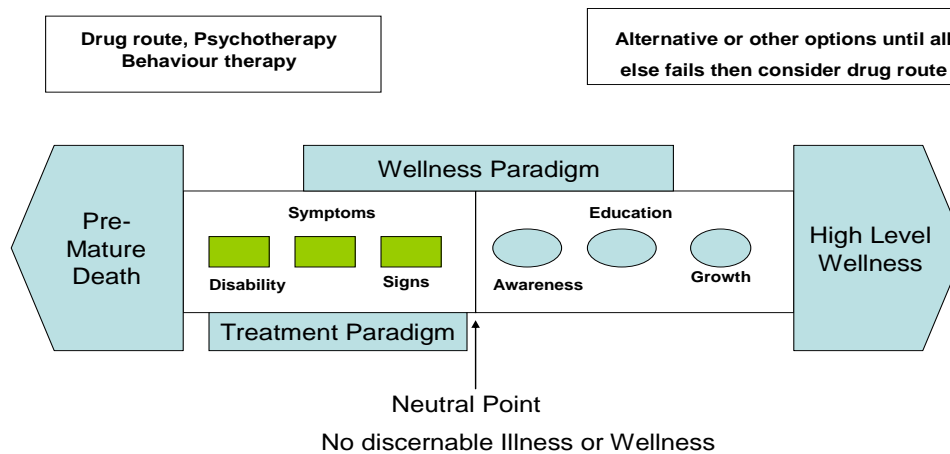 Drug route, Psychotherapy
Behaviour therapy
Alternative or other options until all
else fails then consider drug route
Wellness Paradigm
Pre-
Mature
Death
Symptoms
Disability
Signs
Education
Awareness
Growth
High Level
Wellness
Treatment Paradigm
Neutral Point
No discernable Illness or Wellness